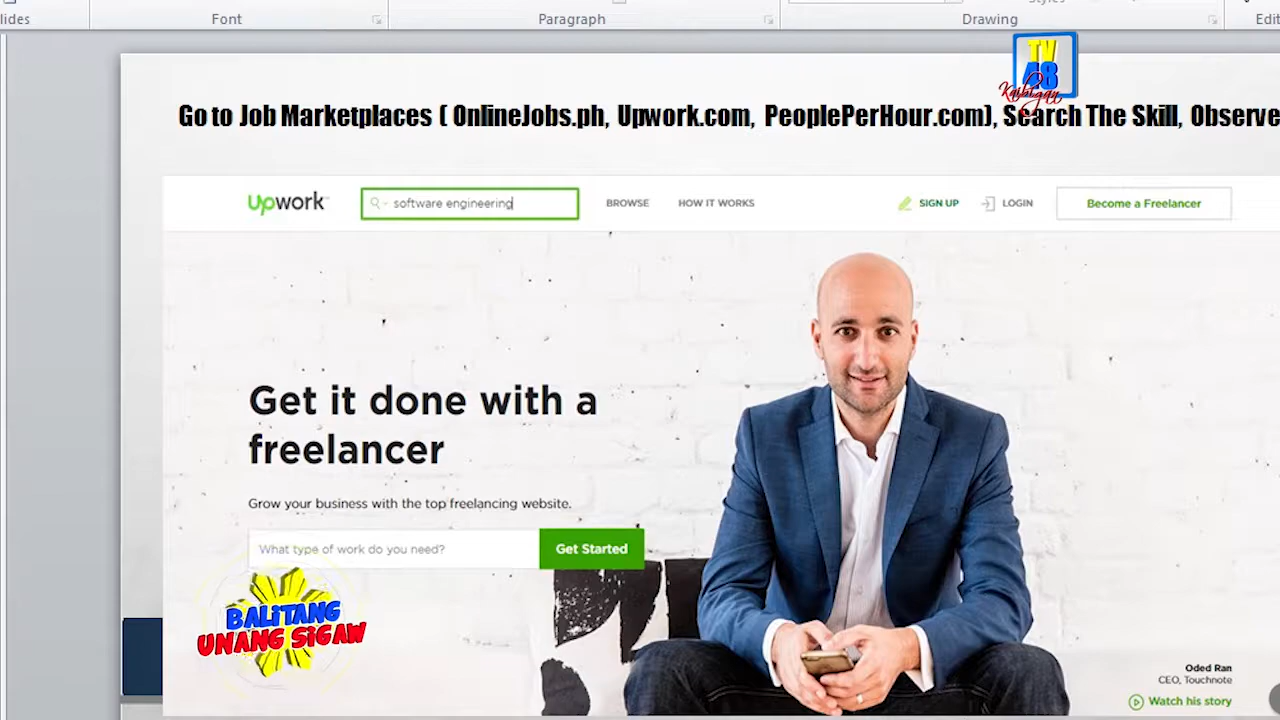 lides
Font
Paragraph
Drawing
Styles
Edit
TV
48
Kaibigan
Go to Job Marketplaces ( OnlineJobs.ph, Upwork.com, PeoplePerHour.com), Search The Skill, Observe
Upwork
software engineering
BROWSE
HOW IT WORKS
SIGN UP
LOGIN
Become a Freelancer
Get it done with a
freelancer
Grow your business with the top freelancing website.
What type of work do you need?
Get Started
BALITANG
UNANG SIGAW
Oded Ran
CEO, Touchnote
Watch his story